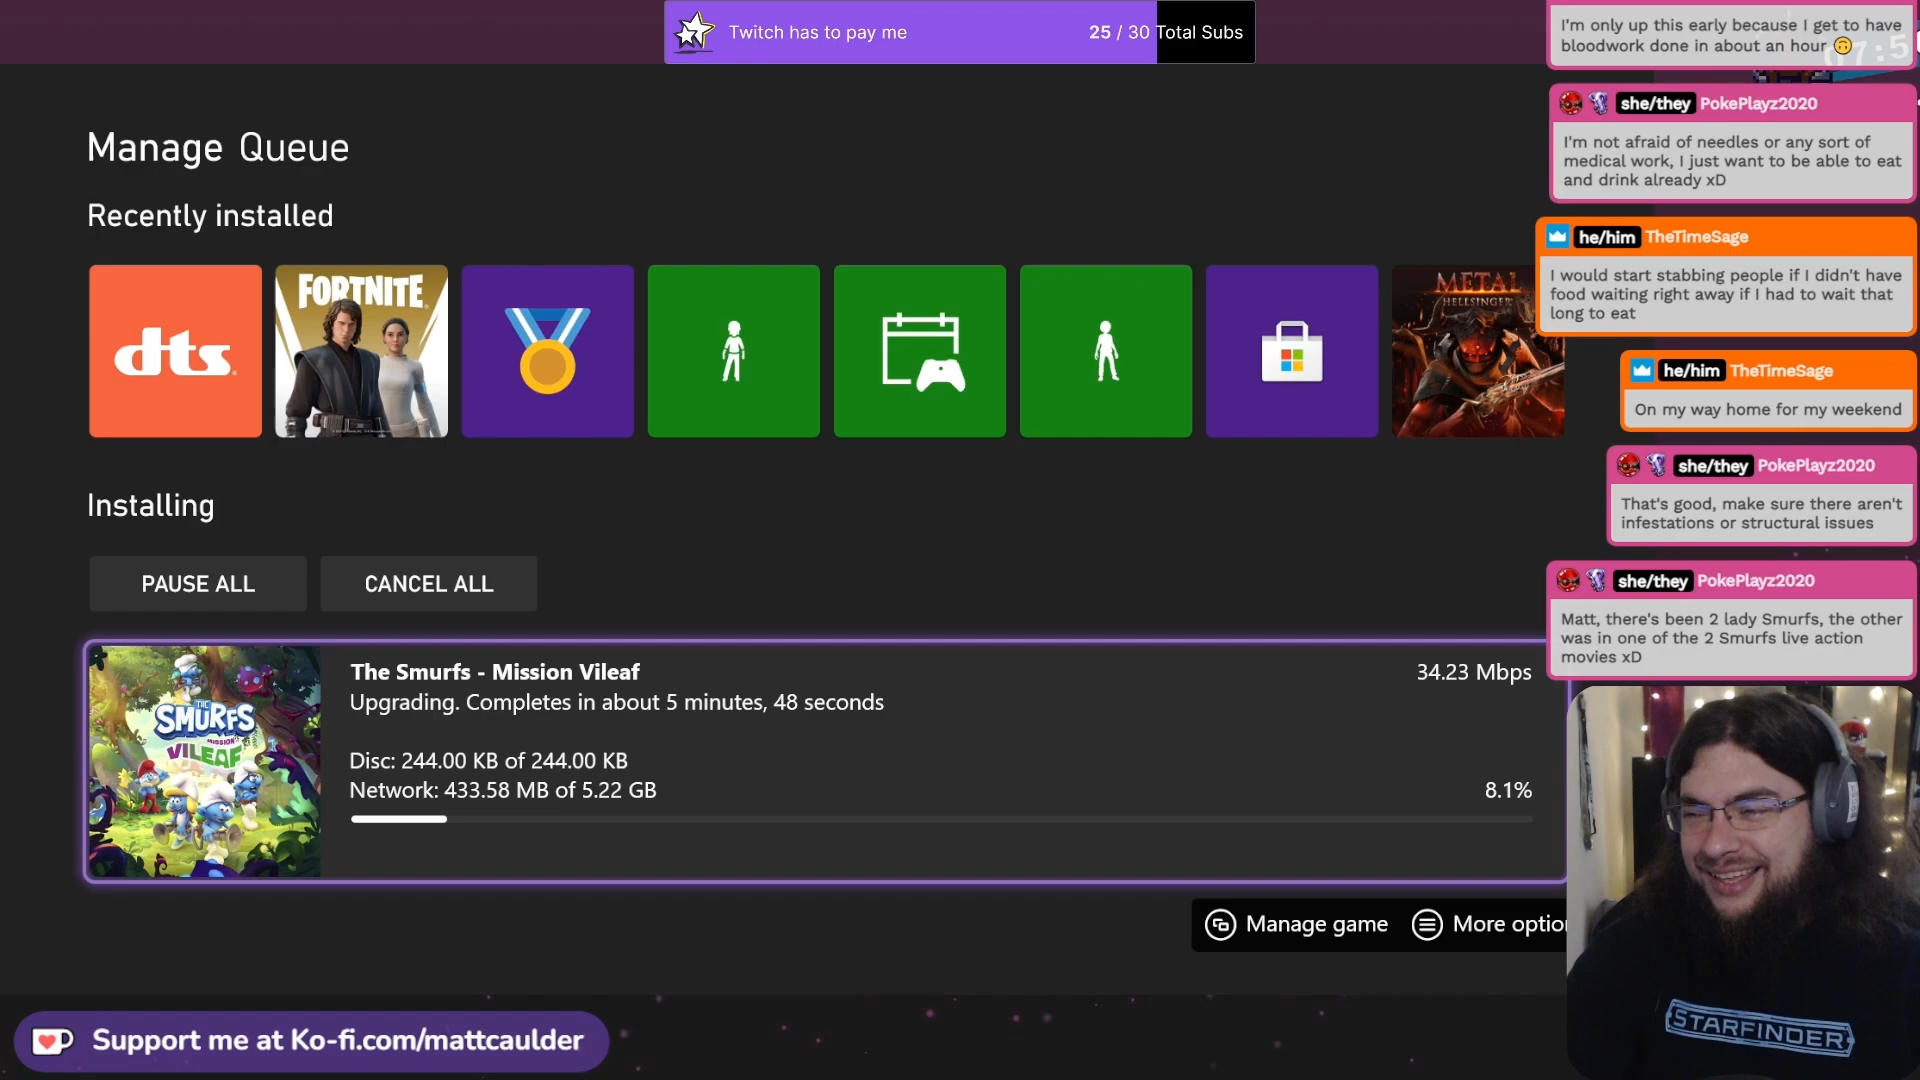 Twitch has to pay me
25 / 30 Total Subs
Manage Queue
Recently installed
dts
FORTNITE
METAL
HELLSINGER
Installing
PAUSE ALL
CANCEL ALL
THE
SMURFS
MISSION
VILEAF
The Smurfs - Mission Vileaf
34.23 Mbps
Upgrading. Completes in about 5 minutes, 48 seconds
Disc: 244.00 KB of 244.00 KB
Network: 433.58 MB of 5.22 GB
8.1%
Manage game
More optio
Support me at Ko-fi.com/mattcaulder
I'm only up this early because I get to have
bloodwork done in about an hour 🙃
she/they PokePlayz2020
I'm not afraid of needles or any sort of
medical work, I just want to be able to eat
and drink already xD
he/him TheTimeSage
I would start stabbing people if I didn't have
food waiting right away if I had to wait that
long to eat
he/him TheTimeSage
On my way home for my weekend
she/they PokePlayz2020
That's good, make sure there aren't
infestations or structural issues
she/they PokePlayz2020
Matt, there's been 2 lady Smurfs, the other
was in one of the 2 Smurfs live action
movies xD
STARFINDER